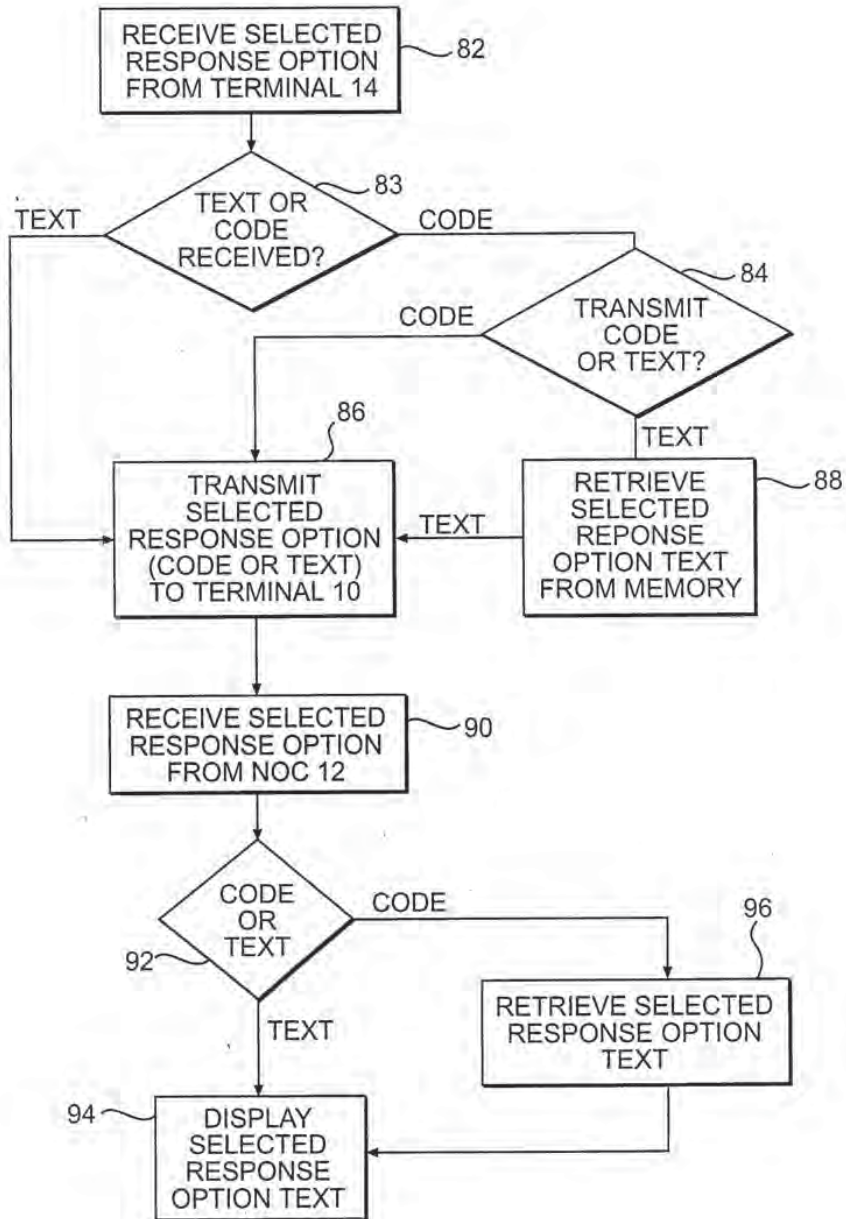 RECEIVE SELECTED
RESPONSE OPTION
FROM TERMINAL 14
82
TEXT OR
CODE
RECEIVED?
83
TEXT
CODE
TRANSMIT
CODE
OR TEXT?
84
CODE
TEXT
86
TRANSMIT
SELECTED
RESPONSE OPTION
(CODE OR TEXT)
TO TERMINAL 10
TEXT
RETRIEVE
SELECTED
REPONSE
OPTION TEXT
FROM MEMORY
88
RECEIVE SELECTED
RESPONSE OPTION
FROM NOC 12
90
CODE
OR
TEXT
92
CODE
TEXT
96
RETRIEVE SELECTED
RESPONSE OPTION
TEXT
94
DISPLAY
SELECTED
RESPONSE
OPTION TEXT